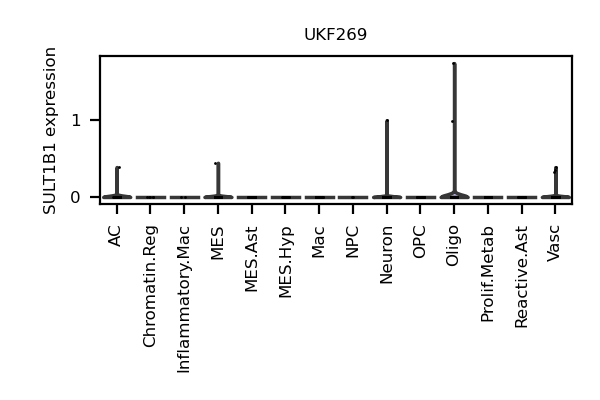 UKF269
SULT1B1 expression
1
0
AC
Chromatin.Reg
Inflammatory.Mac
MES
MES.Ast
MES.Hyp
Mac
NPC
Neuron
OPC
Oligo
Prolif.Metab
Reactive.Ast
Vasc